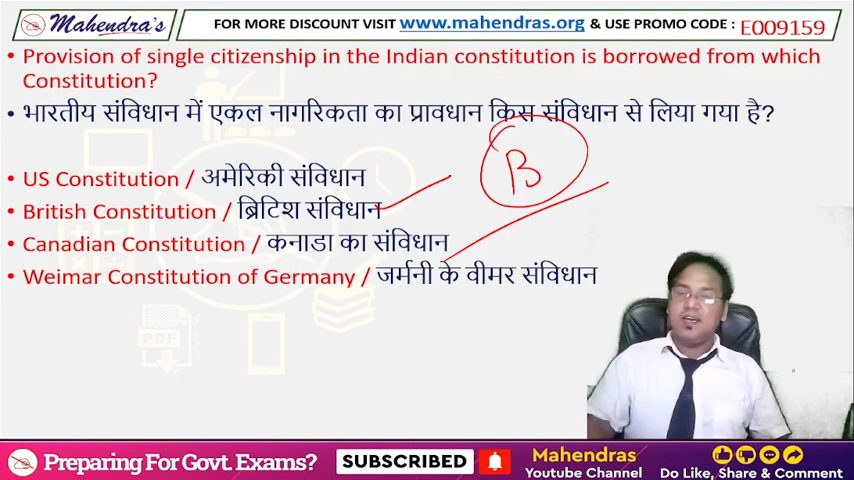 Mahendra's
FOR MORE DISCOUNT VISIT www.mahendras.org & USE PROMO CODE : E009159
• Provision of single citizenship in the Indian constitution is borrowed from which
Constitution?
• भारतीय संविधान में एकल नागरिकता का प्रावधान किस संविधान से लिया गया है?
B
• US Constitution / अमेरिकी संविधान
• British Constitution / ब्रिटिश संविधान
• Canadian Constitution / कनाडा का संविधान
• Weimar Constitution of Germany / जर्मनी के वीमर संविधान
PDF
Preparing For Govt. Exams?
SUBSCRIBED
Mahendras
Youtube Channel
Do Like, Share & Comment